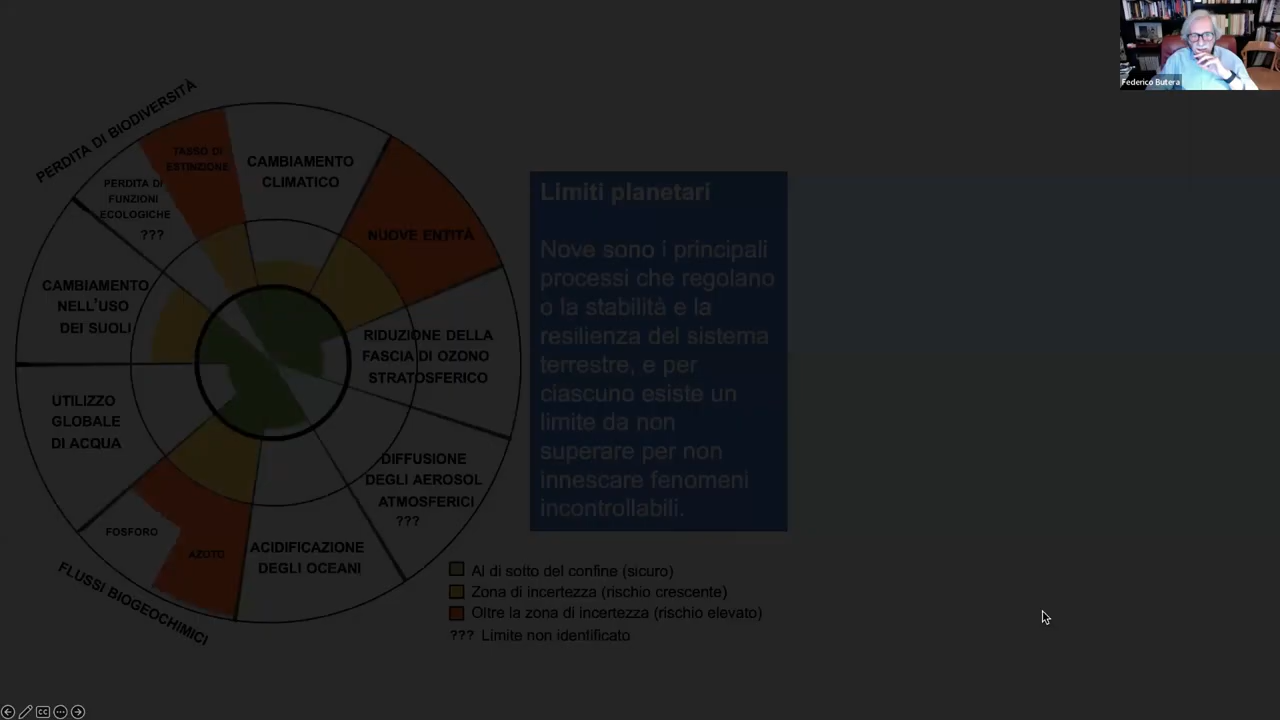 Federico Butera
PERDITA DI BIODIVERSITÀ
TASSO DI
ESTINZIONE
CAMBIAMENTO
CLIMATICO
PERDITA DI
FUNZIONI
ECOLOGICHE
???
NUOVE ENTITÀ
CAMBIAMENTO
NELL'USO
DEI SUOLI
RIDUZIONE DELLA
FASCIA DI OZONO
STRATOSFERICO
UTILIZZO
GLOBALE
DI ACQUA
DIFFUSIONE
DEGLI AEROSOL
ATMOSFERICI
???
FOSFORO
AZOTO
ACIDIFICAZIONE
DEGLI OCEANI
FLUSSI BIOGEOCHIMICI
Limiti planetari
Nove sono i principali
processi che regolano
o la stabilità e la
resilienza del sistema
terrestre, e per
ciascuno esiste un
limite da non
superare per non
innescare fenomeni
incontrollabili.
Al di sotto del confine (sicuro)
Zona di incertezza (rischio crescente)
Oltre la zona di incertezza (rischio elevato)
??? Limite non identificato
CC